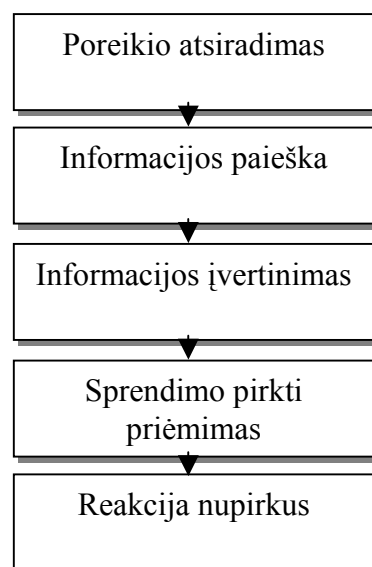 Poreikio atsiradimas
Informacijos paieška
Informacijos įvertinimas
Sprendimo pirkti
priėmimas
Reakcija nupirkus